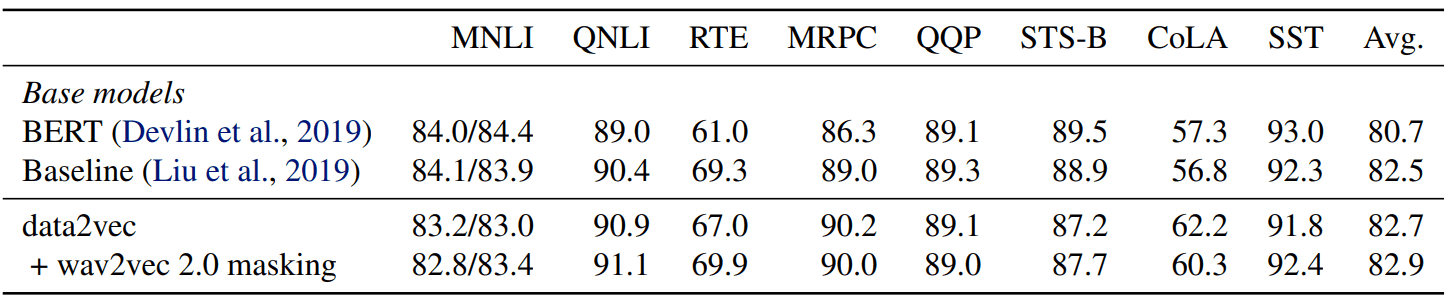 MNLI QNLI RTE MRPC QQP STS-B CoLA SST Avg.
Base models
BERT (Devlin et al., 2019) 84.0/84.4 89.0 61.0 86.3 89.1 89.5 57.3 93.0 80.7
Baseline (Liu et al., 2019) 84.1/83.9 90.4 69.3 89.0 89.3 88.9 56.8 92.3 82.5
data2vec 83.2/83.0 90.9 67.0 90.2 89.1 87.2 62.2 91.8 82.7
+ wav2vec 2.0 masking 82.8/83.4 91.1 69.9 90.0 89.0 87.7 60.3 92.4 82.9